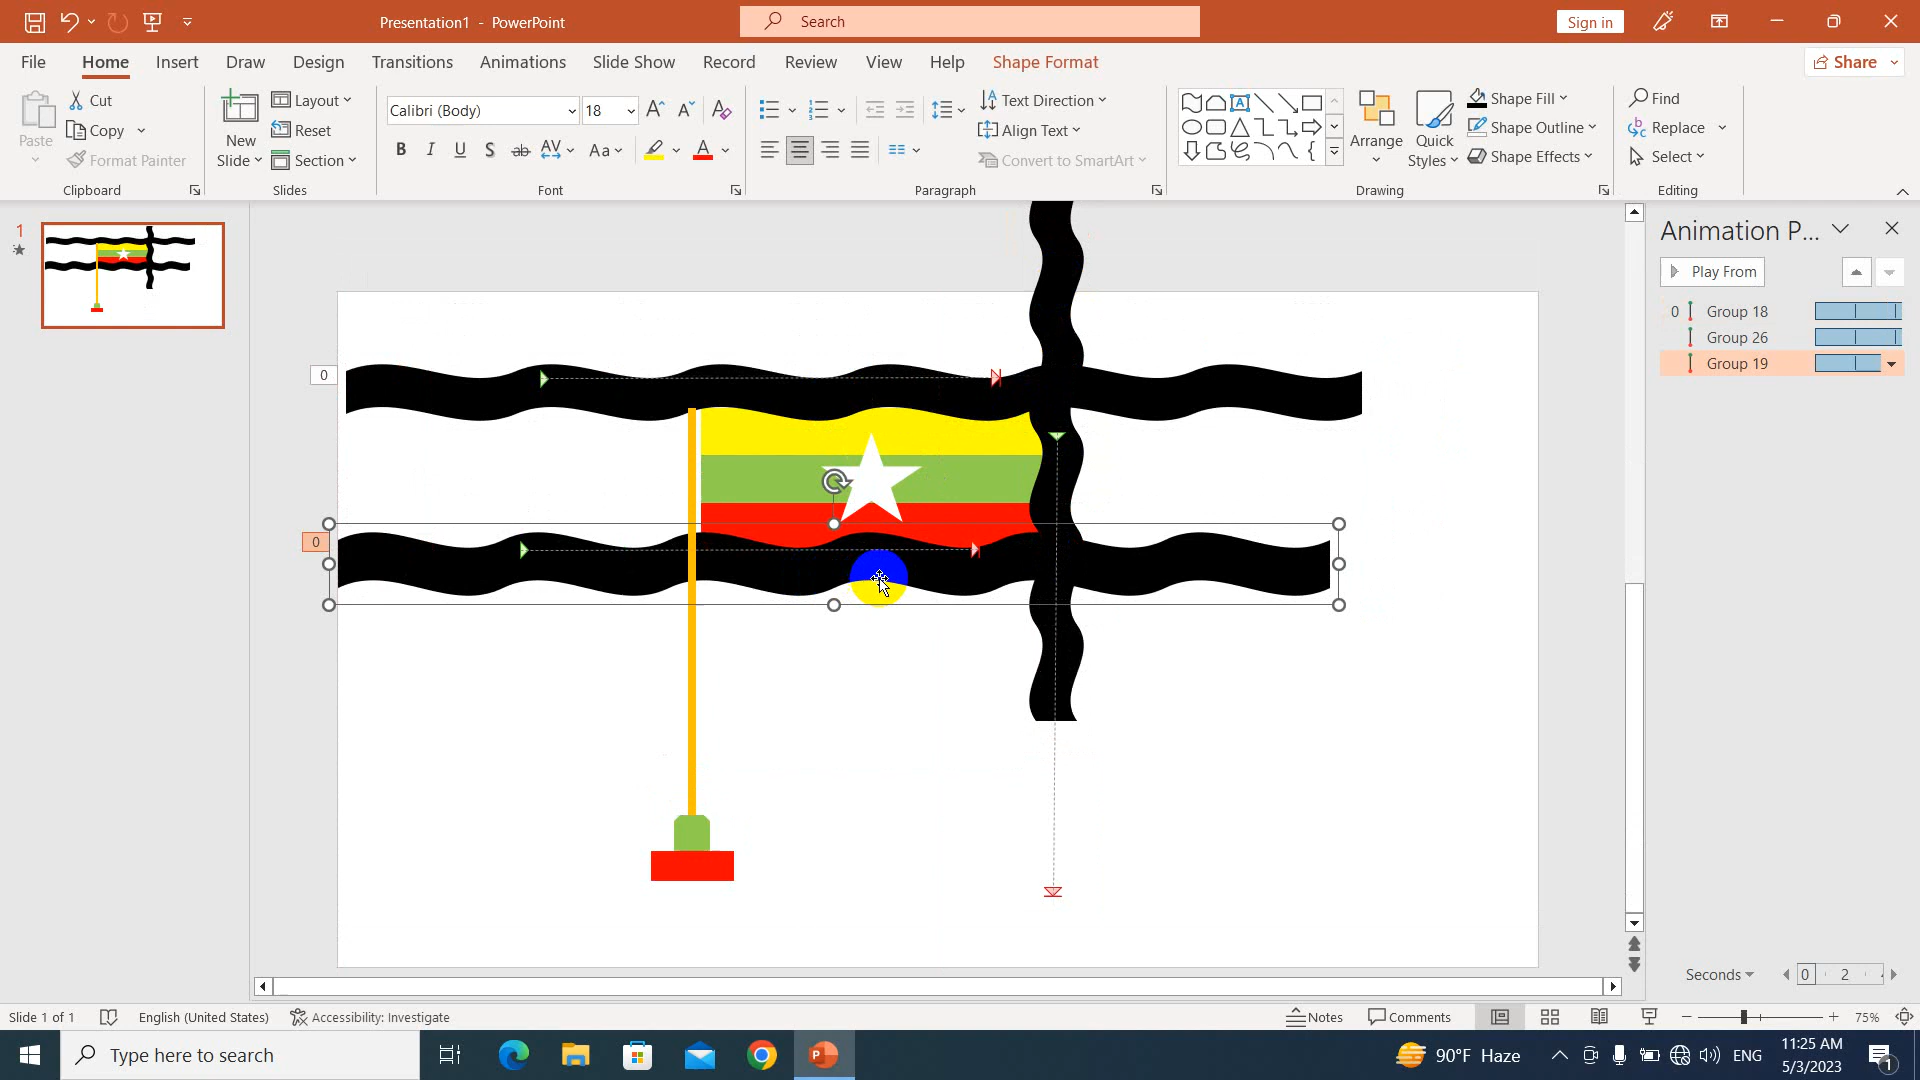 Presentation1 - PowerPoint
Search
Sign in
File
Home
Insert
Draw
Design
Transitions
Animations
Slide Show
Record
Review
View
Help
Shape Format
Share
Paste
Cut
Copy
Format Painter
Clipboard
New
Slide
Layout
Reset
Section
Slides
Calibri (Body)
18
B
I
U
S
ab
AV
Aa
A
Font
Text Direction
Align Text
Convert to SmartArt
Paragraph
Arrange
Quick
Styles
Shape Fill
Shape Outline
Shape Effects
Drawing
Find
Replace
Select
Editing
1
0
0
Animation P...
Play From
0
Group 18
Group 26
Group 19
Seconds
0
2
Slide 1 of 1
English (United States)
Accessibility: Investigate
Notes
Comments
75%
Type here to search
90°F Haze
ENG
11:25 AM
5/3/2023
1